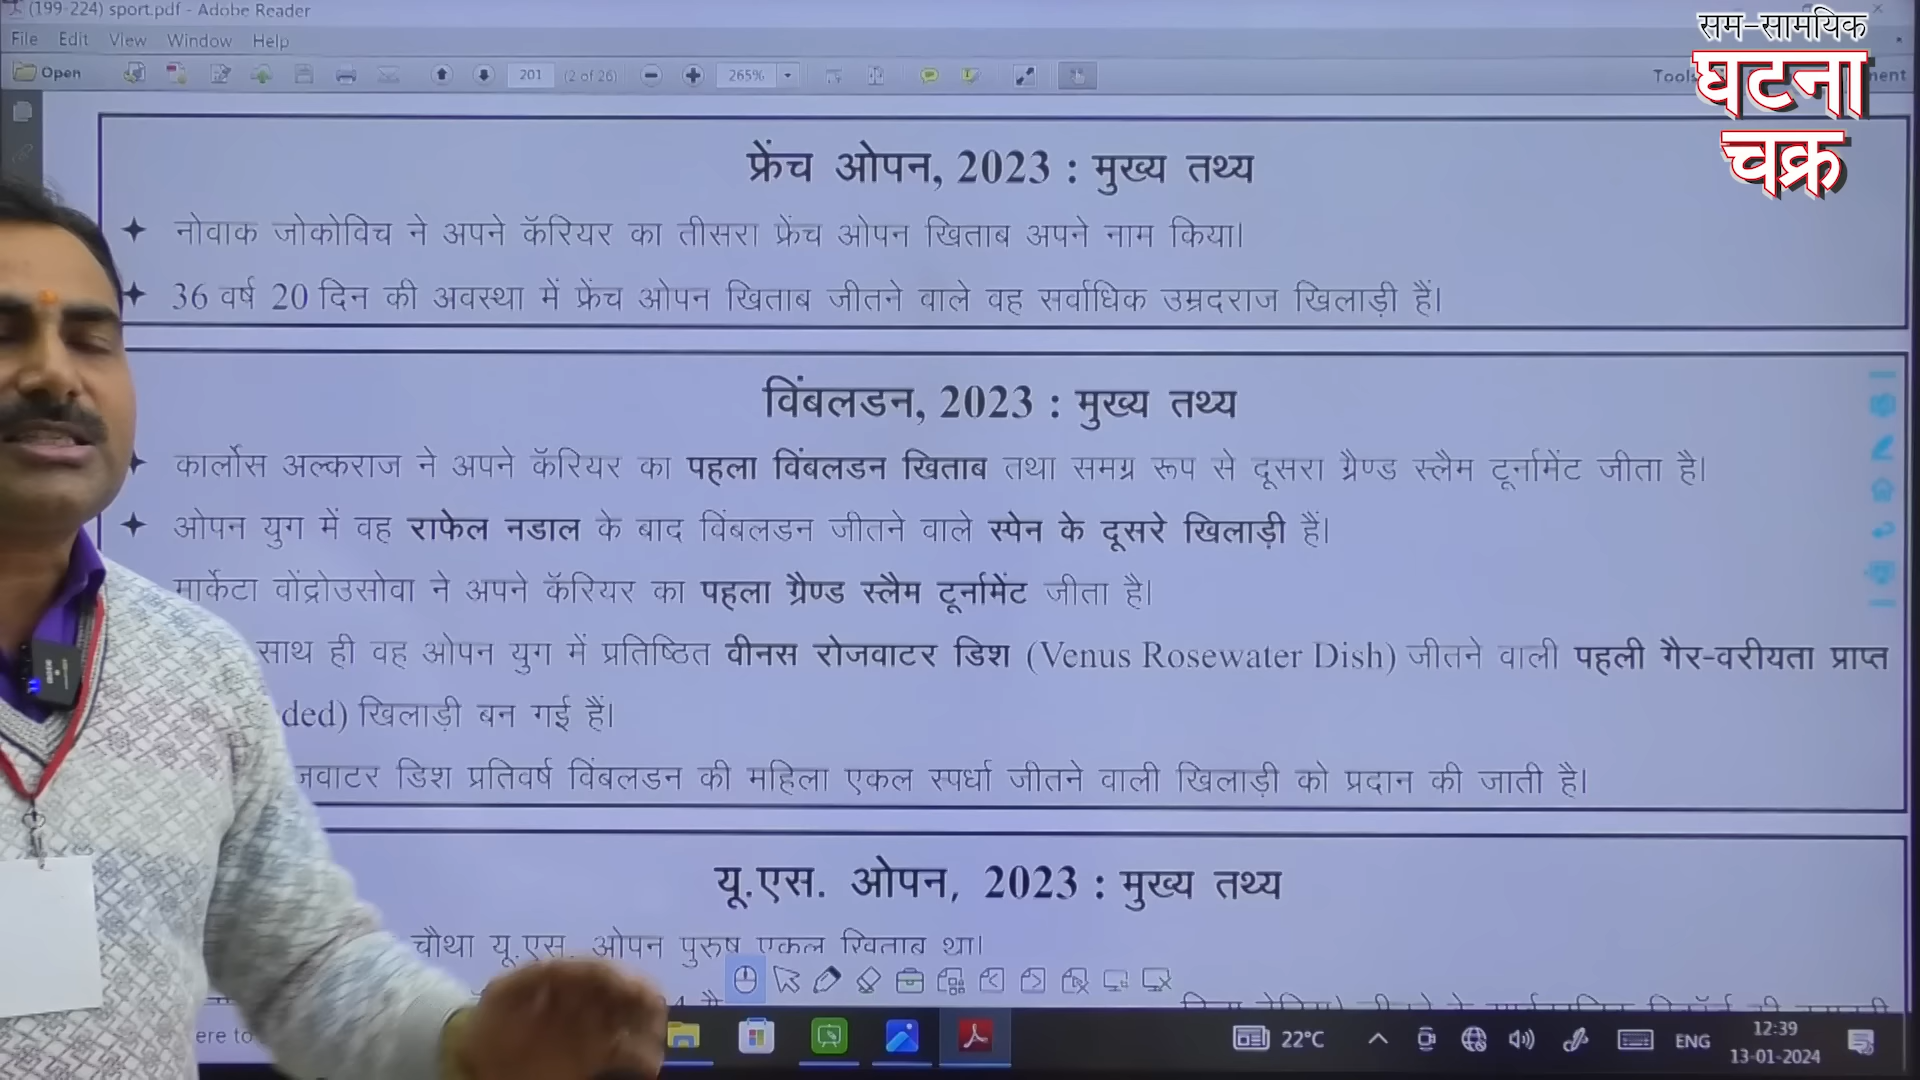 (199-224) sport.pdf - Adobe Reader
File Edit View Window Help
Open 201 (2 of 26) 265% Tools
सम-सामयिक
घटना
चक्र
फ्रेंच ओपन, 2023 : मुख्य तथ्य
नोवाक जोकोविच ने अपने कॅरियर का तीसरा फ्रेंच ओपन खिताब अपने नाम किया।
36 वर्ष 20 दिन की अवस्था में फ्रेंच ओपन खिताब जीतने वाले वह सर्वाधिक उम्रदराज खिलाड़ी हैं।
विंबलडन, 2023 : मुख्य तथ्य
कार्लोस अल्कराज ने अपने कॅरियर का पहला विंबलडन खिताब तथा समग्र रूप से दूसरा ग्रैण्ड स्लैम टूर्नामेंट जीता है।
ओपन युग में वह राफेल नडाल के बाद विंबलडन जीतने वाले स्पेन के दूसरे खिलाड़ी हैं।
मार्केटा वोंद्रोउसोवा ने अपने कॅरियर का पहला ग्रैण्ड स्लैम टूर्नामेंट जीता है।
साथ ही वह ओपन युग में प्रतिष्ठित वीनस रोजवाटर डिश (Venus Rosewater Dish) जीतने वाली पहली गैर-वरीयता प्राप्त
ded) खिलाड़ी बन गई हैं।
जवाटर डिश प्रतिवर्ष विंबलडन की महिला एकल स्पर्धा जीतने वाली खिलाड़ी को प्रदान की जाती है।
यू.एस. ओपन, 2023 : मुख्य तथ्य
चौथा यू.एस. ओपन पुरुष एकल खिताब था।
ere to
22°C ENG 12:39
13-01-2024